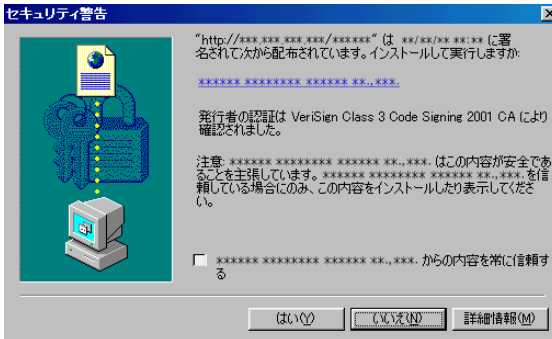 セキュリティ警告
"http://***.***.***.***/******" は **/**/** **:** に署
名されて次から配布されています。インストールして実行しますか:
****** ******** ****** **.,***.
発行者の認証は VeriSign Class 3 Code Signing 2001 CA により
確認されました。
注意: ****** ******** ****** **.,***. はこの内容が安全であ
ることを主張しています。****** ******** ****** **.,***. を信
頼している場合にのみ、この内容をインストールしたり表示してくださ
い。
****** ******** ****** **.,***. からの内容を常に信頼す
る
はい(Y)
いいえ(N)
詳細情報(M)